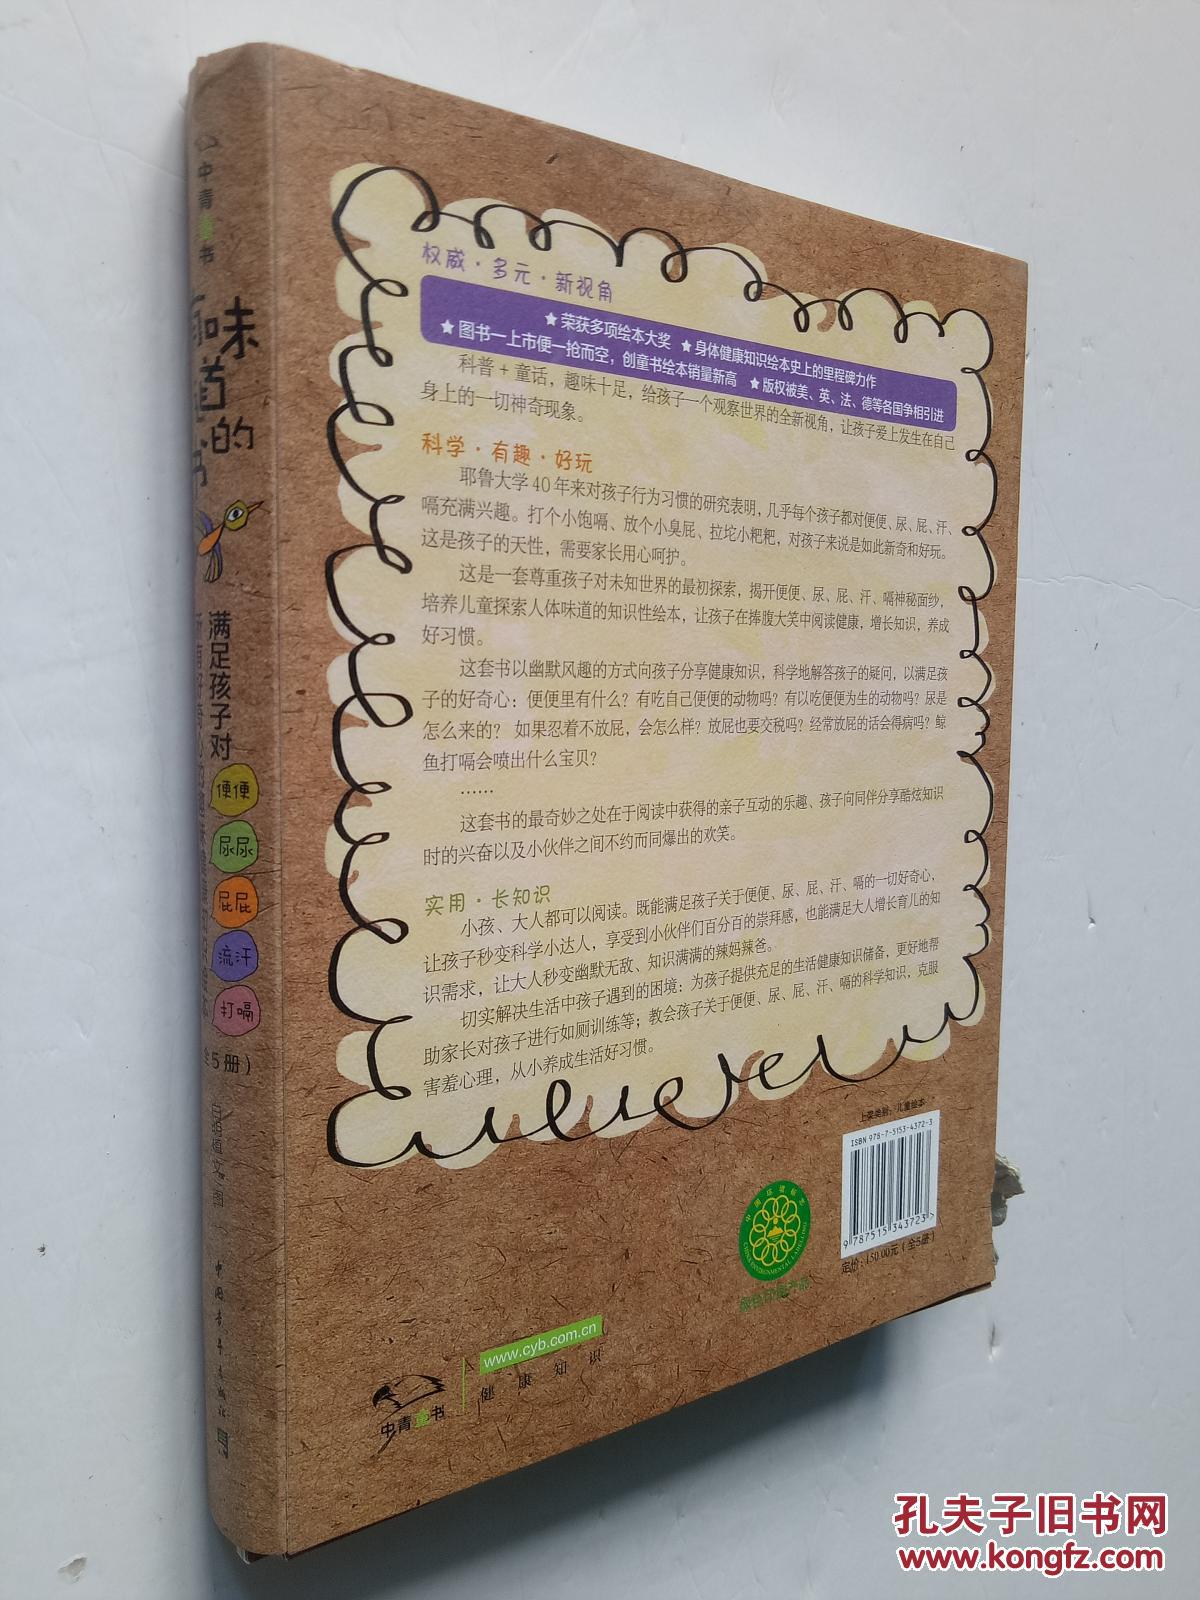 中青童书
有味道的书
满足孩子对
所有好奇心的趣味健康知识绘本
便便
尿尿
屁屁
流汗
打嗝
全5册）
文 图
中国青年出版社
权威·多元·新视角
★荣获多项绘本大奖 ★身体健康知识绘本史上的里程碑力作
★图书一上市便一抢而空，创童书绘本销量新高 ★版权被美、英、法、德等各国争相引进
科普+童话，趣味十足，给孩子一个观察世界的全新视角，让孩子爱上发生在自己
身上的一切神奇现象。
科学·有趣·好玩
耶鲁大学40年来对孩子行为习惯的研究表明，几乎每个孩子都对便便、尿、屁、汗、
嗝充满兴趣。打个小饱嗝、放个小臭屁、拉坨小粑粑，对孩子来说是如此新奇和好玩。
这是孩子的天性，需要家长用心呵护。
这是一套尊重孩子对未知世界的最初探索，揭开便便、尿、屁、汗、嗝神秘面纱，
培养儿童探索人体味道的知识性绘本，让孩子在捧腹大笑中阅读健康，增长知识，养成
好习惯。
这套书以幽默风趣的方式向孩子分享健康知识，科学地解答孩子的疑问，以满足孩
子的好奇心：便便里有什么？有吃自己便便的动物吗？有以吃便便为生的动物吗？尿是
怎么来的？如果忍着不放屁，会怎么样？放屁也要交税吗？经常放屁的话会得病吗？鲸
鱼打嗝会喷出什么宝贝？
……
这套书的最奇妙之处在于阅读中获得的亲子互动的乐趣、孩子向同伴分享酷炫知识
时的兴奋以及小伙伴之间不约而同爆出的欢笑。
实用·长知识
小孩、大人都可以阅读。既能满足孩子关于便便、尿、屁、汗、嗝的一切好奇心，
让孩子秒变科学小达人，享受到小伙伴们百分百的崇拜感，也能满足大人增长育儿的知
识需求，让大人秒变幽默无敌、知识满满的辣妈辣爸。
切实解决生活中孩子遇到的困境：为孩子提供充足的生活健康知识储备，更好地帮
助家长对孩子进行如厕训练等；教会孩子关于便便、尿、屁、汗、嗝的科学知识，克服
害羞心理，从小养成生活好习惯。
上架类别：儿童绘本
ISBN 978-7-5153-4372-3
9 787515 343723 >
定价：150.00元（全5册）
中国环境标志
CHINA ENVIRONMENTAL LABELLING
绿色印刷产品
www.cyb.com.cn
健康知识
中青童书
孔夫子旧书网
www.kongfz.com